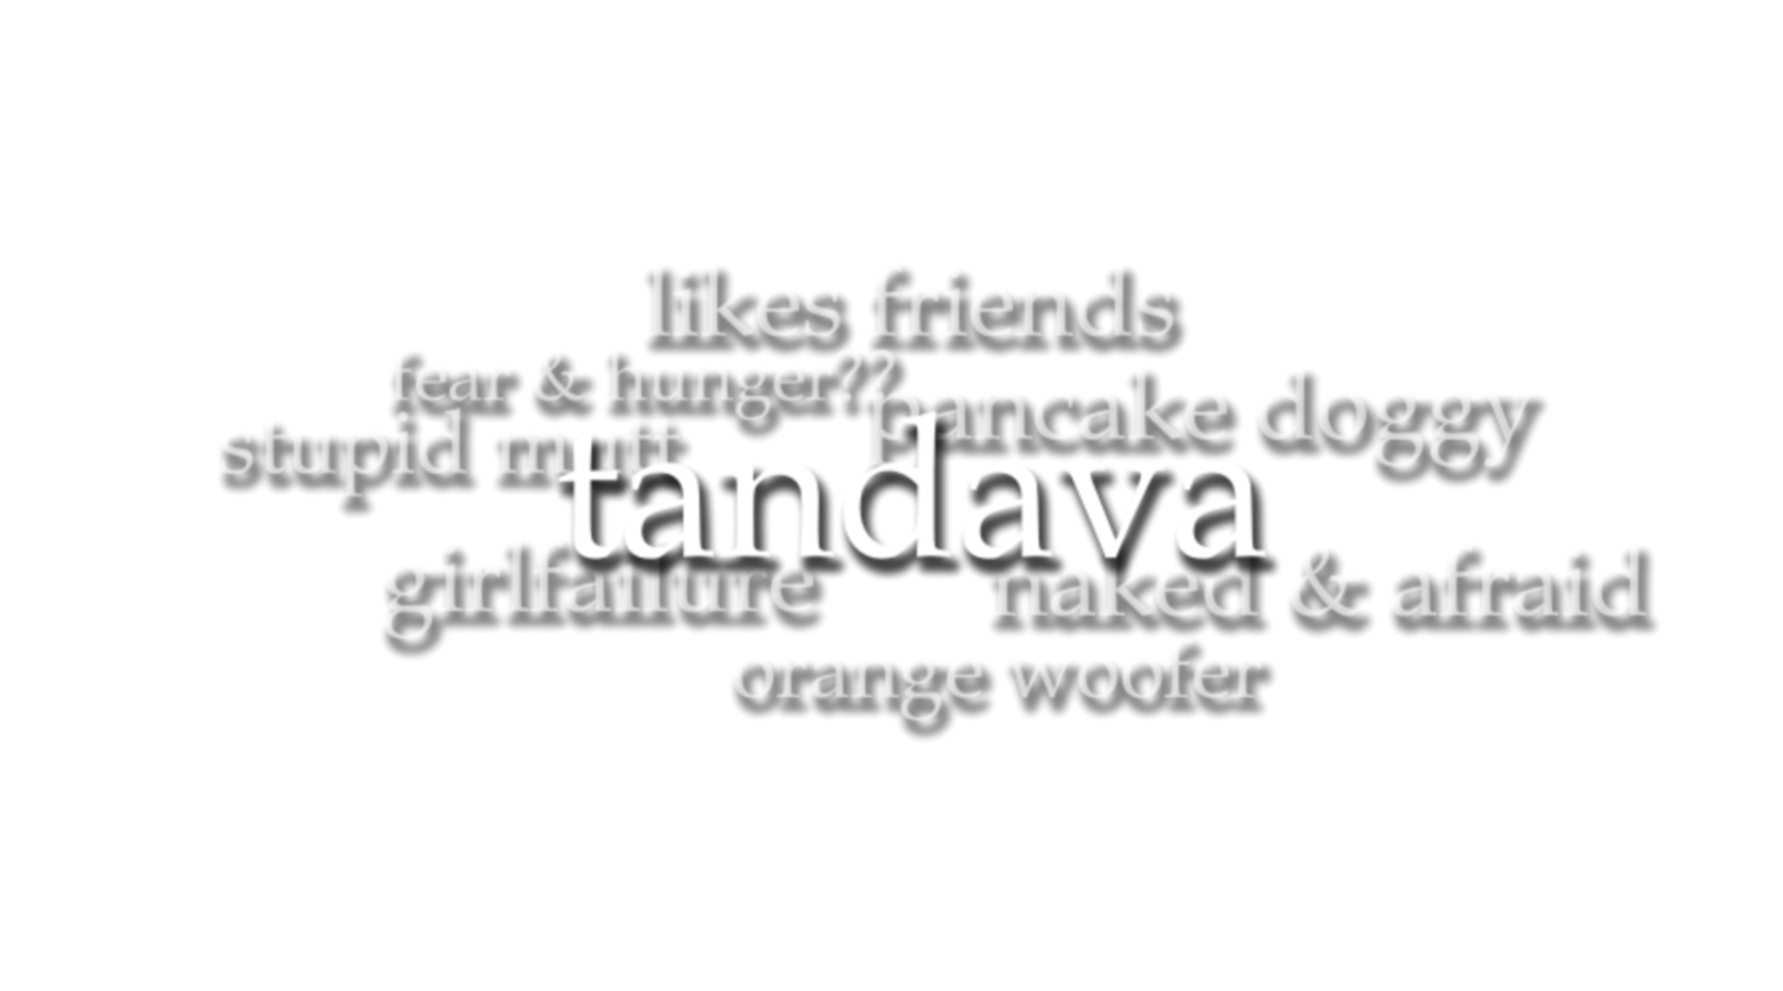 likes friends
fear & hunger??
pancake doggy
stupid mutt
tandava
girlfailure
naked & afraid
orange woofer